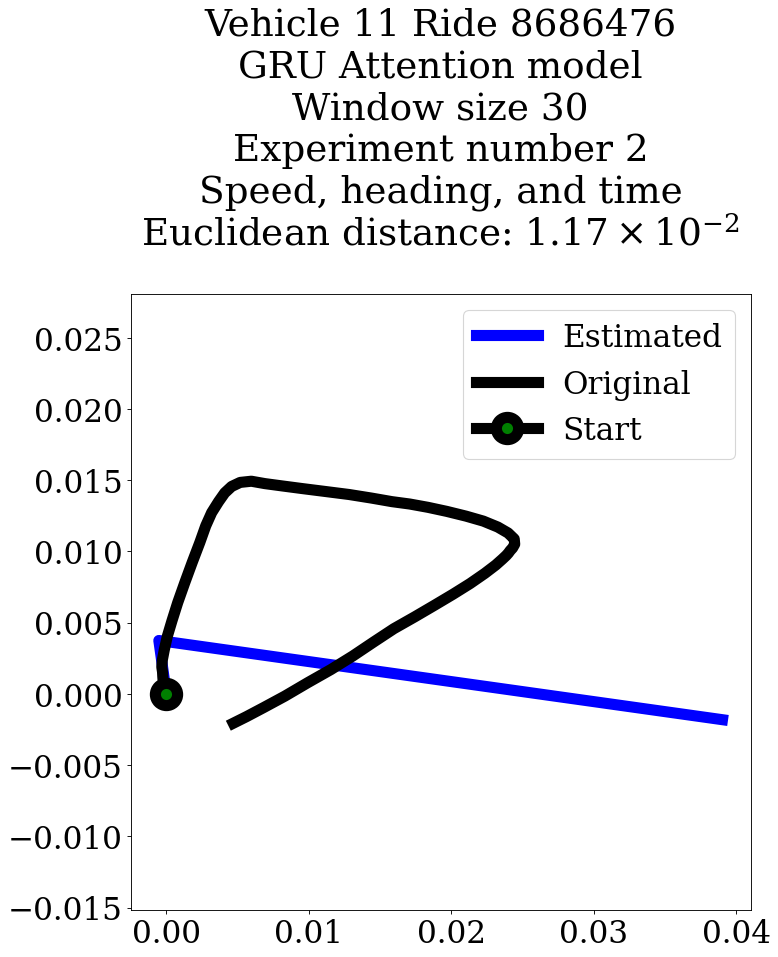 Vehicle 11 Ride 8686476
GRU Attention model
Window size 30
Experiment number 2
Speed, heading, and time
Euclidean distance: 1.17 × 10⁻²
Estimated
Original
Start
0.025
0.020
0.015
0.010
0.005
0.000
−0.005
−0.010
−0.015
0.00 0.01 0.02 0.03 0.04